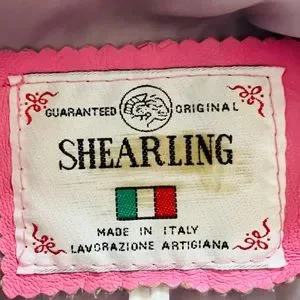 GUARANTEED ORIGINAL
SHEARLING
MADE IN ITALY
LAVORAZIONE ARTIGIANA